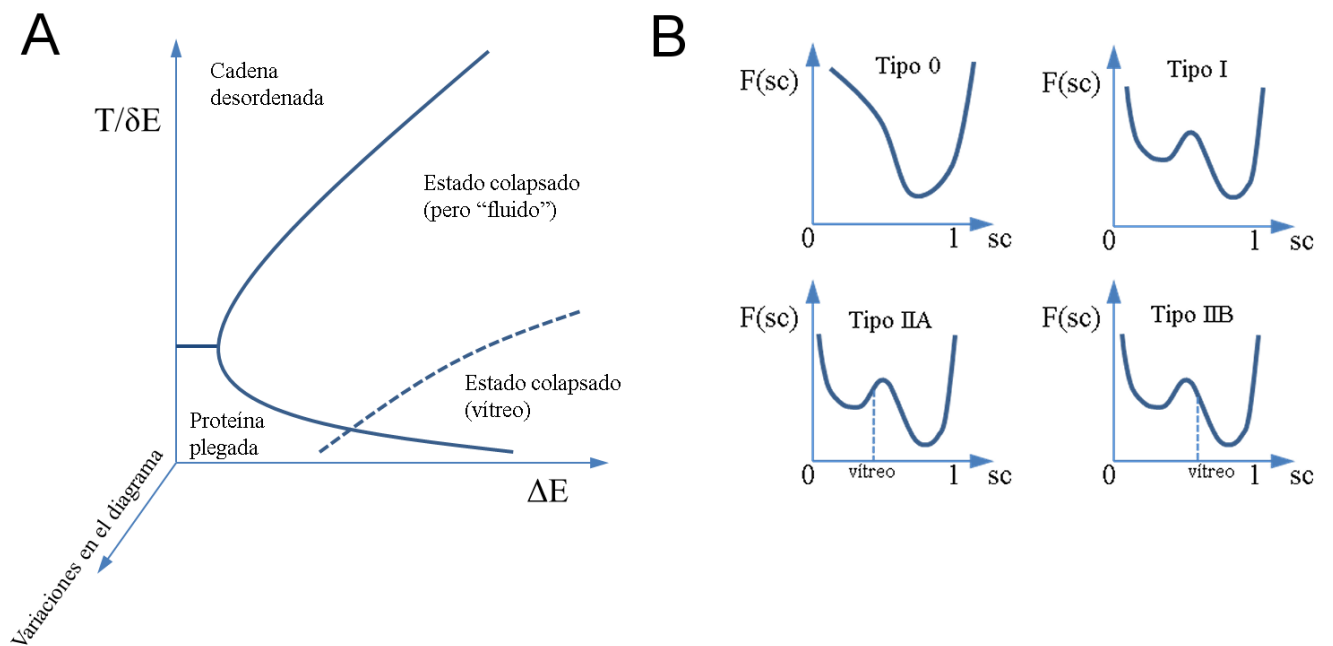 A
T/δE
Cadena
desordenada
Estado colapsado
(pero “fluido”)
Estado colapsado
(vítreo)
Proteína
plegada
ΔE
Variaciones en el diagrama
B
F(sc)
Tipo 0
0
1
sc
F(sc)
Tipo I
0
1
sc
F(sc)
Tipo IIA
0
vítreo
1
sc
F(sc)
Tipo IIB
0
vítreo
1
sc